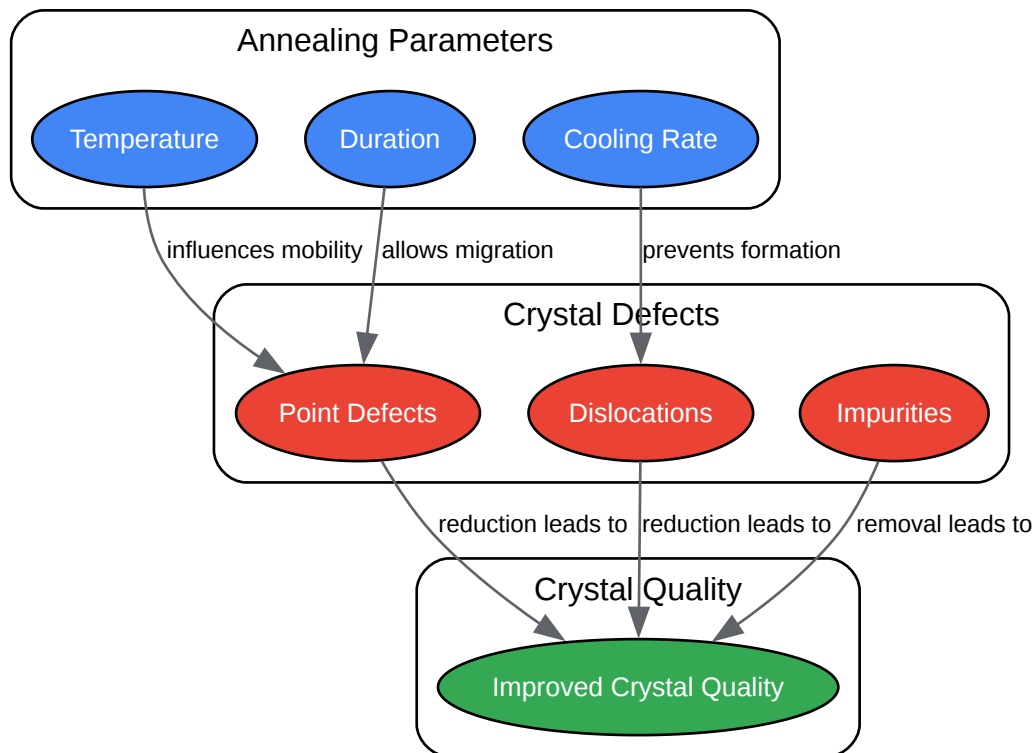 Annealing Parameters
Temperature
Duration
Cooling Rate
influences mobility
allows migration
prevents formation
Crystal Defects
Point Defects
Dislocations
Impurities
reduction leads to
reduction leads to
removal leads to
Crystal Quality
Improved Crystal Quality